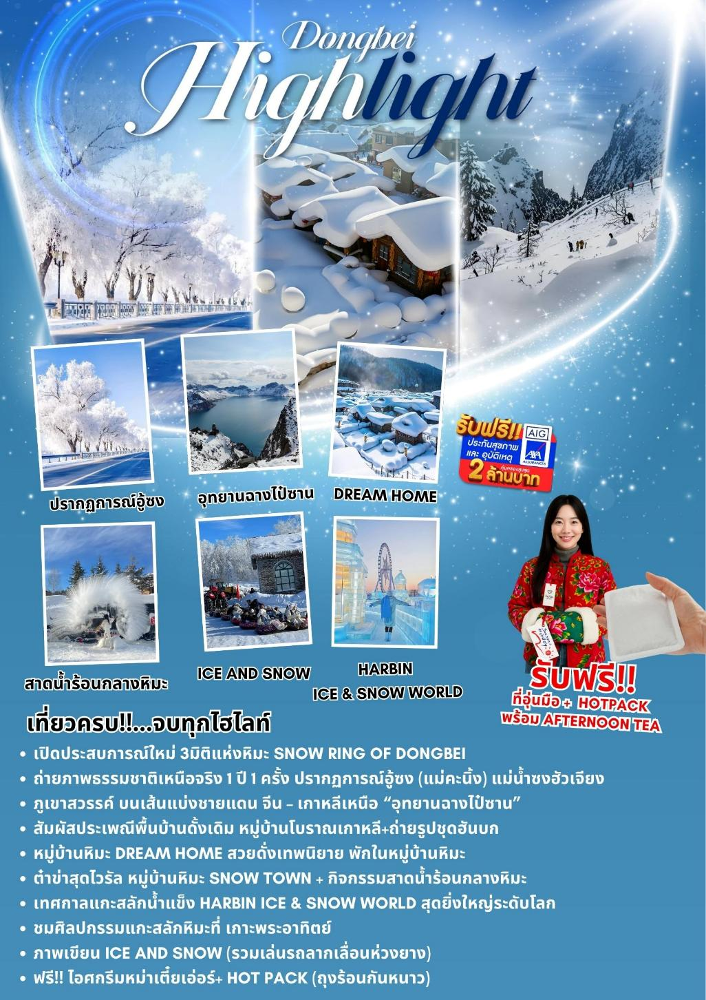 Dongbei
Highlight
ปรากฏการณ์อู้ซง
อุทยานฉางไป๋ซาน
DREAM HOME
รับฟรี!!
ประกันสุขภาพ
และ อุบัติเหตุ
AIG
AXA
ASSURANCES
คุ้มครองสูงสุด
2 ล้านบาท
สาดน้ำร้อนกลางหิมะ
ICE AND SNOW
HARBIN
ICE & SNOW WORLD
รับฟรี!!
ที่อุ่นมือ + HOTPACK
พร้อม AFTERNOON TEA
เที่ยวครบ!!...จบทุกไฮไลท์
• เปิดประสบการณ์ใหม่ 3มิติแห่งหิมะ SNOW RING OF DONGBEI
• ถ่ายภาพธรรมชาติเหนือจริง 1 ปี 1 ครั้ง ปรากฏการณ์อู้ซง (แม่คะนิ้ง) แม่น้ำซงฮัวเจียง
• ภูเขาสวรรค์ บนเส้นแบ่งชายแดน จีน – เกาหลีเหนือ “อุทยานฉางไป๋ซาน”
• สัมผัสประเพณีพื้นบ้านดั้งเดิม หมู่บ้านโบราณเกาหลี+ถ่ายรูปชุดฮันบก
• หมู่บ้านหิมะ DREAM HOME สวยดั่งเทพนิยาย พักในหมู่บ้านหิมะ
• ต๋าข่าสุดไวรัล หมู่บ้านหิมะ SNOW TOWN + กิจกรรมสาดน้ำร้อนกลางหิมะ
• เทศกาลแกะสลักน้ำแข็ง HARBIN ICE & SNOW WORLD สุดยิ่งใหญ่ระดับโลก
• ชมศิลปกรรมแกะสลักหิมะที่ เกาะพระอาทิตย์
• ภาพเขียน ICE AND SNOW (รวมเล่นรถลากเลื่อนห่วงยาง)
• ฟรี!! ไอศกรีมหม่าเตี๋ยเอ่อร์+ HOT PACK (ถุงร้อนกันหนาว)